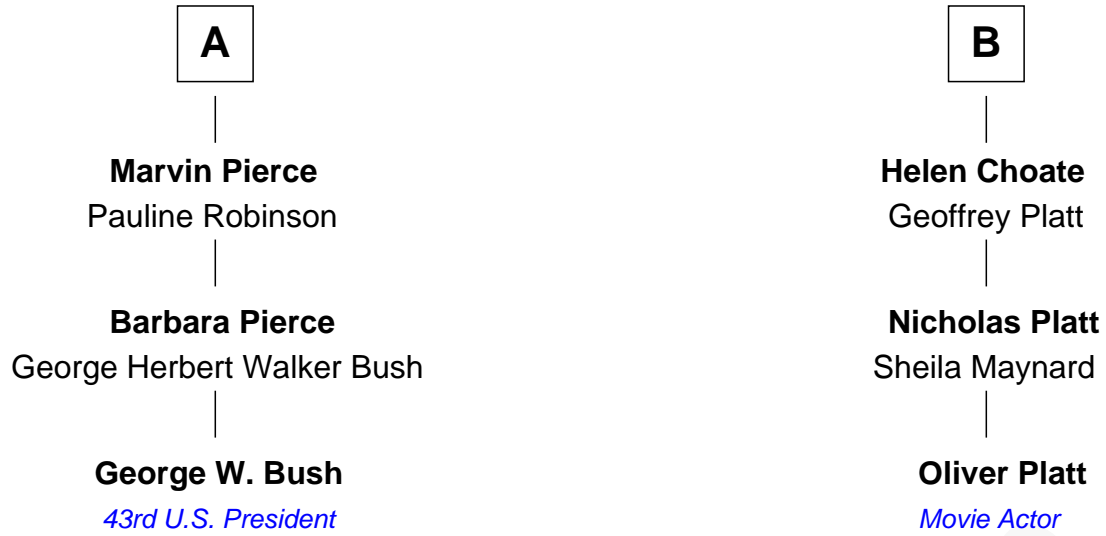 A
Marvin Pierce
Pauline Robinson
Barbara Pierce
George Herbert Walker Bush
George W. Bush
43rd U.S. President
B
Helen Choate
Geoffrey Platt
Nicholas Platt
Sheila Maynard
Oliver Platt
Movie Actor